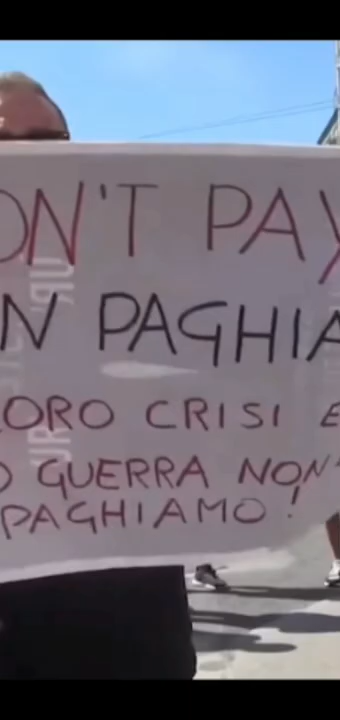 ON'T PAY
N PAGHIA
LORO CRISI E
O GUERRA NON
PAGHIAMO!